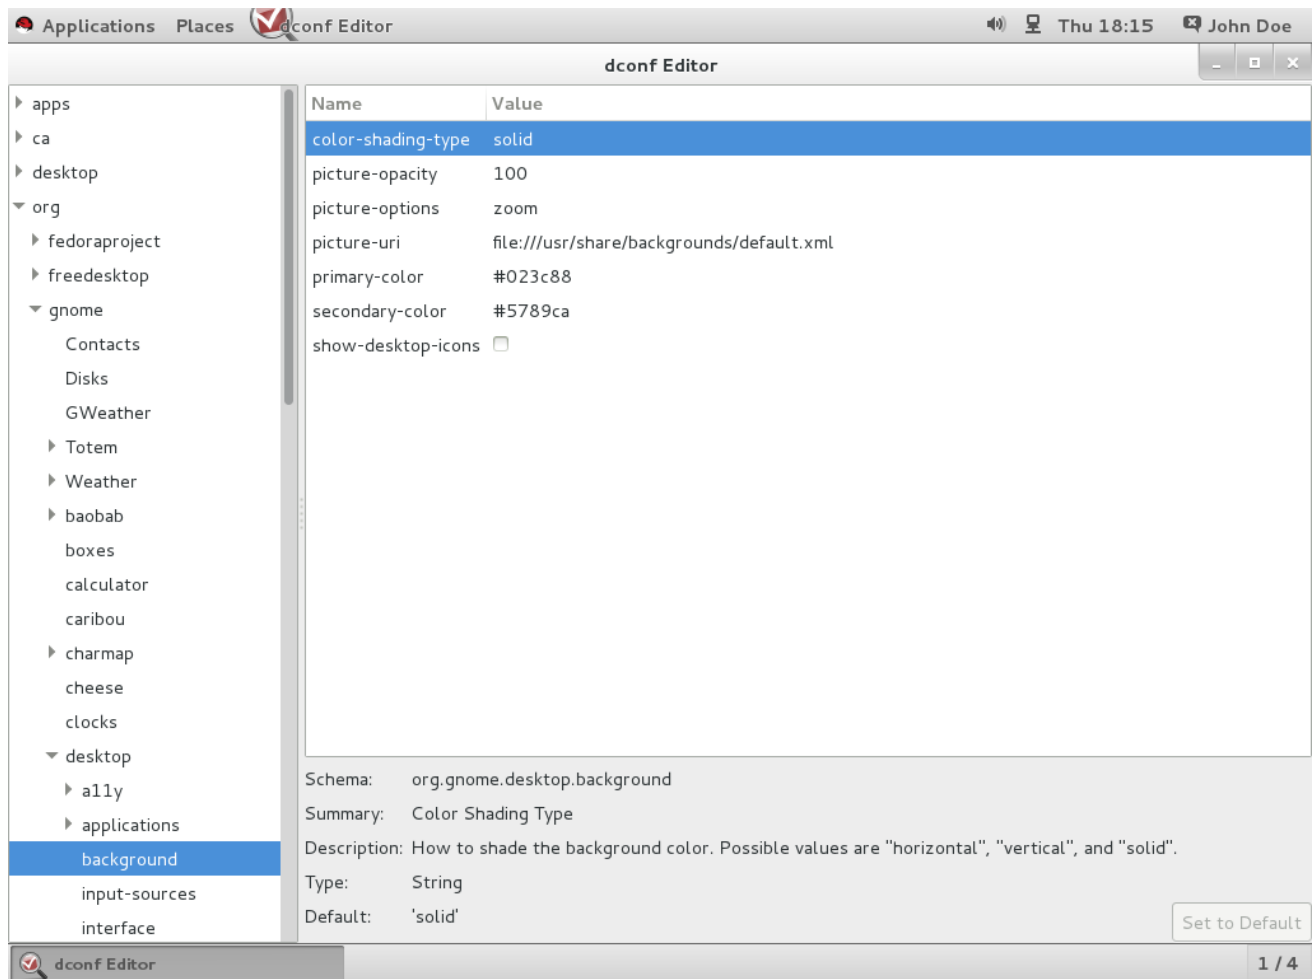 Applications Places dconf Editor Thu 18:15 John Doe
dconf Editor
apps
ca
desktop
org
fedoraproject
freedesktop
gnome
Contacts
Disks
GWeather
Totem
Weather
baobab
boxes
calculator
caribou
charmap
cheese
clocks
desktop
a11y
applications
background
input-sources
interface
Name Value
color-shading-type solid
picture-opacity 100
picture-options zoom
picture-uri file:///usr/share/backgrounds/default.xml
primary-color #023c88
secondary-color #5789ca
show-desktop-icons
Schema: org.gnome.desktop.background
Summary: Color Shading Type
Description: How to shade the background color. Possible values are "horizontal", "vertical", and "solid".
Type: String
Default: 'solid'
Set to Default
dconf Editor 1 / 4